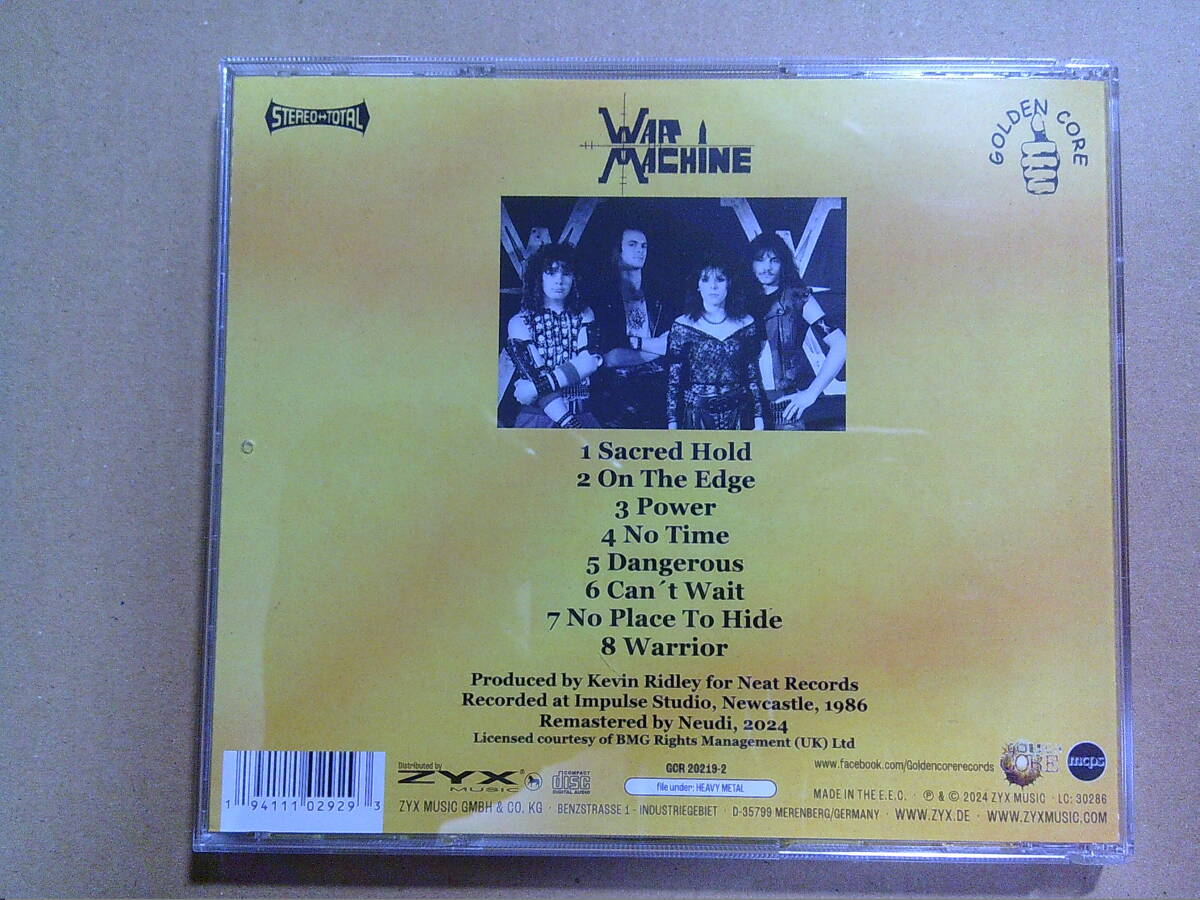 STEREO↔TOTAL
WAR MACHINE
GOLDEN CORE
1 Sacred Hold
2 On The Edge
3 Power
4 No Time
5 Dangerous
6 Can´t Wait
7 No Place To Hide
8 Warrior
Produced by Kevin Ridley for Neat Records
Recorded at Impulse Studio, Newcastle, 1986
Remastered by Neudi, 2024
Licensed courtesy of BMG Rights Management (UK) Ltd
1 94111 02929 3
Distributed by
ZYX®
MUSIC
COMPACT
disc
DIGITAL AUDIO
GCR 20219-2
file under: HEAVY METAL
www.facebook.com/Goldencorerecords
mcps
MADE IN THE E.E.C. · ℗ & © 2024 ZYX MUSIC · LC: 30286
ZYX MUSIC GMBH & CO. KG · BENZSTRASSE 1 · INDUSTRIEGEBIET · D-35799 MERENBERG/GERMANY · WWW.ZYX.DE · WWW.ZYXMUSIC.COM